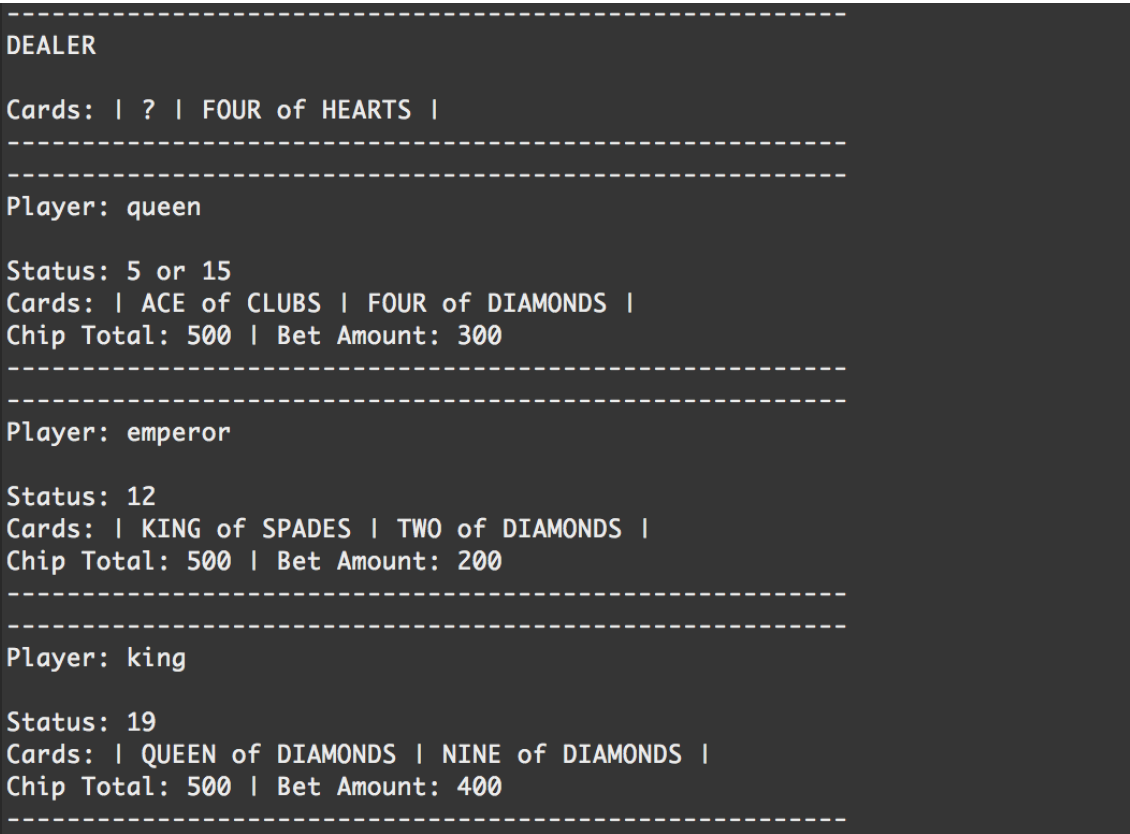 --------------------------------------------------------
DEALER
Cards: | ? | FOUR of HEARTS |
--------------------------------------------------------
--------------------------------------------------------
Player: queen
Status: 5 or 15
Cards: | ACE of CLUBS | FOUR of DIAMONDS |
Chip Total: 500 | Bet Amount: 300
--------------------------------------------------------
--------------------------------------------------------
Player: emperor
Status: 12
Cards: | KING of SPADES | TWO of DIAMONDS |
Chip Total: 500 | Bet Amount: 200
--------------------------------------------------------
--------------------------------------------------------
Player: king
Status: 19
Cards: | QUEEN of DIAMONDS | NINE of DIAMONDS |
Chip Total: 500 | Bet Amount: 400
--------------------------------------------------------